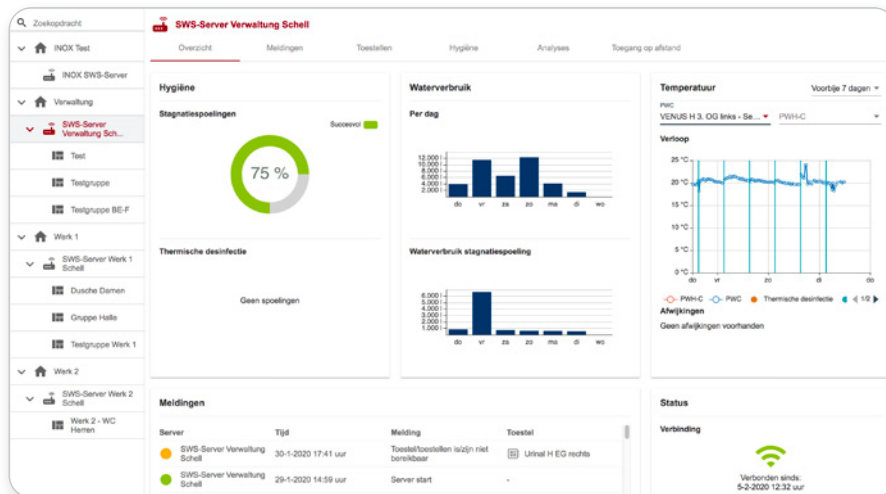 Zoekopdracht
INOX Test
INOX SWS-Server
Verwaltung
SWS-Server
Verwaltung Sch...
Test
Testgruppe
Testgruppe BE-F
Werk 1
SWS-Server Werk 1
Schell
Dusche Damen
Gruppe Halle
Testgruppe Werk 1
Werk 2
SWS-Server Werk 2
Schell
Werk 2 - WC
Herren
SWS-Server Verwaltung Schell
Overzicht Meldingen Toestellen Hygiëne Analyses Toegang op afstand
Hygiëne
Stagnatiespoelingen
Succesvol
75 %
Thermische desinfectie
Geen spoelingen
Waterverbruik
Per dag
12.000 l
10.000 l
8.000 l
6.000 l
4.000 l
2.000 l
do vr za zo ma di wo
Waterverbruik stagnatiespoeling
6.000 l
5.000 l
4.000 l
3.000 l
2.000 l
1.000 l
do vr za zo ma di wo
Temperatuur
Voorbije 7 dagen
PWC
VENUS H 3. OG links - Se... PWH-C
Verloop
25 °C
20 °C
15 °C
10 °C
5 °C
0 °C
do vr zo di do
PWH-C PWC Thermische desinfectie 1/2
Afwijkingen
Geen afwijkingen voorhanden
Meldingen
Server Tijd Melding Toestel
SWS-Server Verwaltung
Schell
30-1-2020 17:41 uur
Toestel/toestellen is/zijn niet
bereikbaar
Urinal H EG rechts
SWS-Server Verwaltung
Schell
29-1-2020 14:59 uur
Server start
-
Status
Verbinding
Verbonden sinds:
5-2-2020 12:32 uur